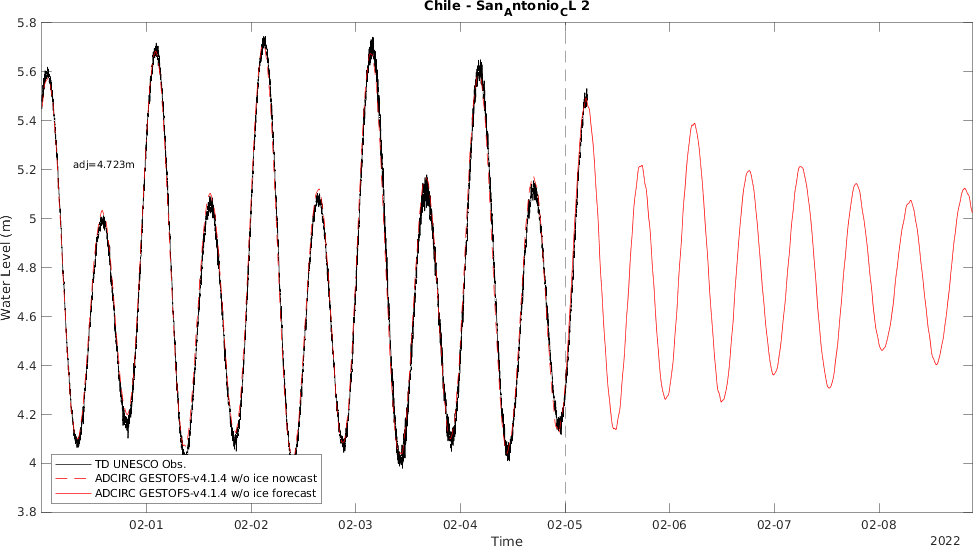 Chile - SanAntonioCL 2
5.8
5.6
5.4
5.2
5
4.8
4.6
4.4
4.2
4
3.8
Water Level (m)
adj=4.723m
TD UNESCO Obs.
ADCIRC GESTOFS-v4.1.4 w/o ice nowcast
ADCIRC GESTOFS-v4.1.4 w/o ice forecast
02-01 02-02 02-03 02-04 02-05 02-06 02-07 02-08
Time
2022